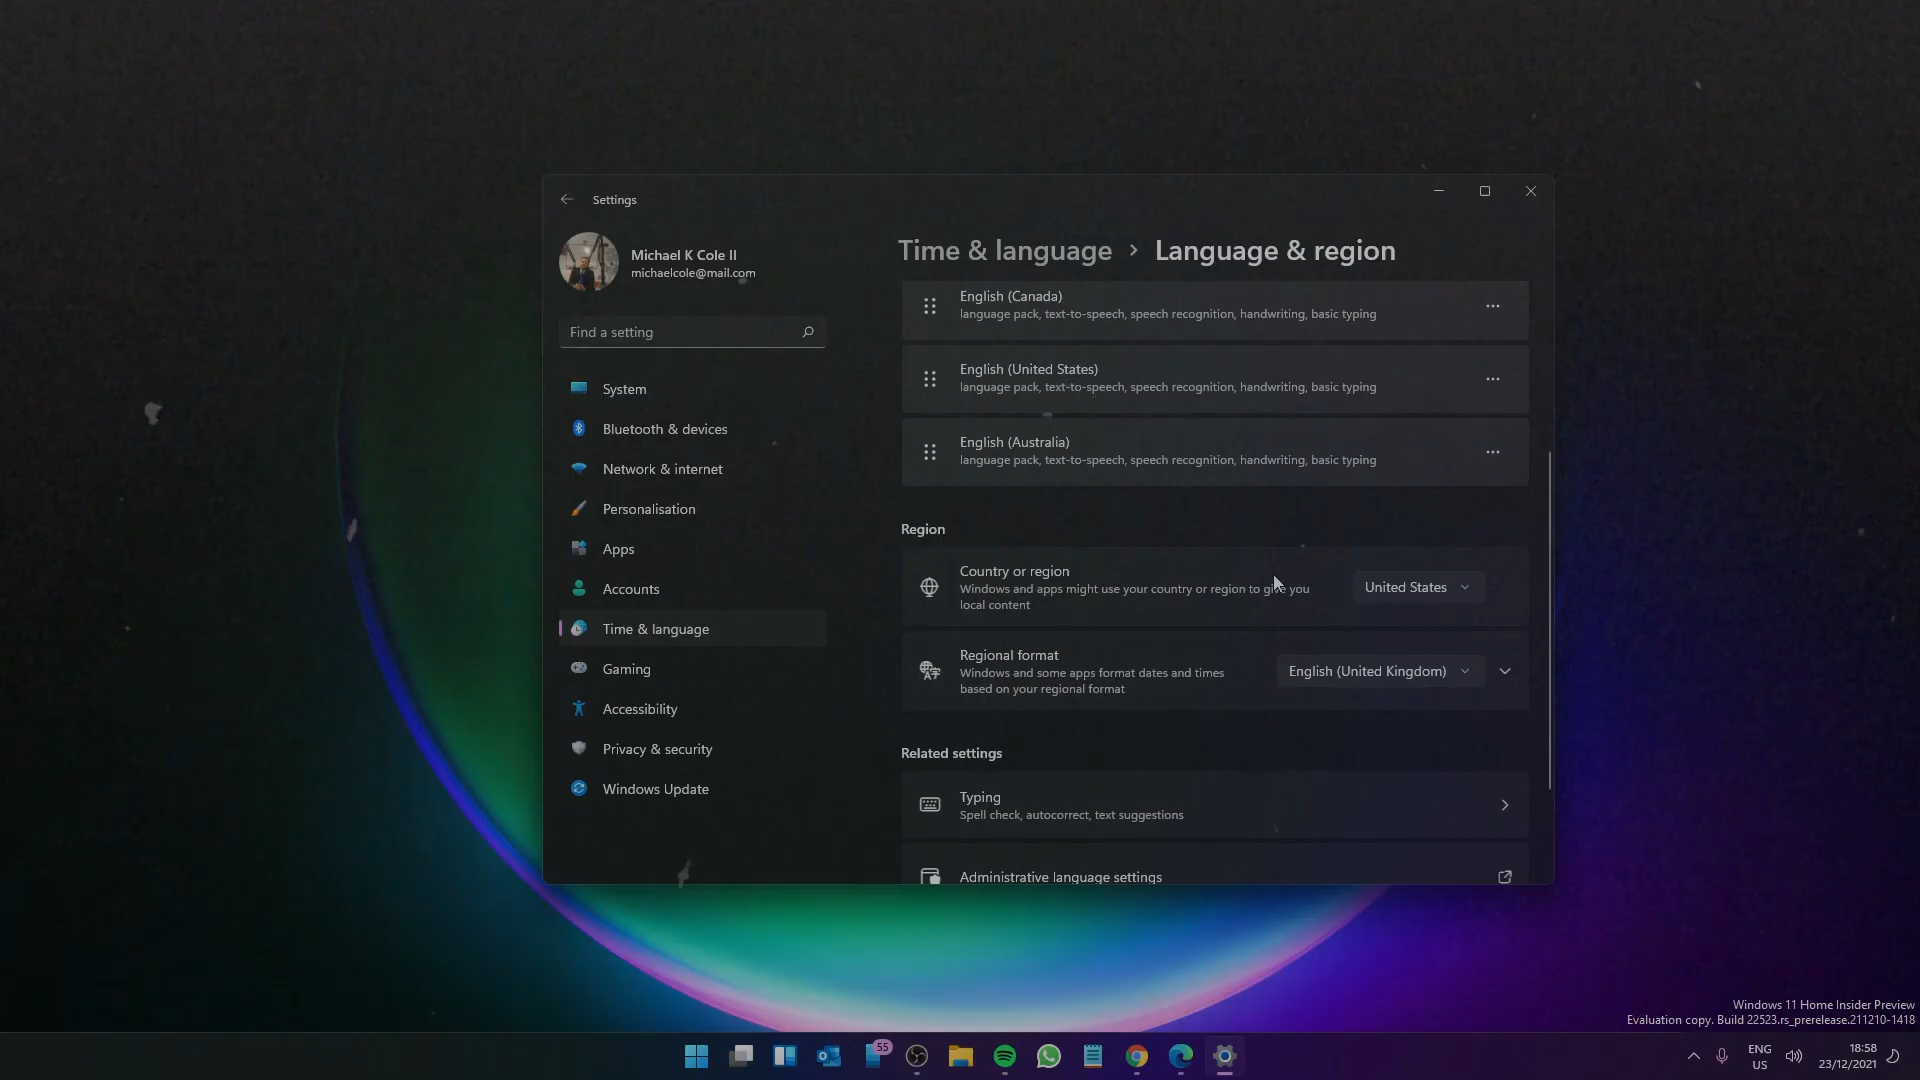 Settings
Michael K Cole II
michaelcole@mail.com
Find a setting
System
Bluetooth & devices
Network & internet
Personalisation
Apps
Accounts
Time & language
Gaming
Accessibility
Privacy & security
Windows Update
Time & language > Language & region
English (Canada)
language pack, text-to-speech, speech recognition, handwriting, basic typing
English (United States)
language pack, text-to-speech, speech recognition, handwriting, basic typing
English (Australia)
language pack, text-to-speech, speech recognition, handwriting, basic typing
Region
Country or region
Windows and apps might use your country or region to give you
local content
United States
Regional format
Windows and some apps format dates and times
based on your regional format
English (United Kingdom)
Related settings
Typing
Spell check, autocorrect, text suggestions
Administrative language settings
Windows 11 Home Insider Preview
Evaluation copy. Build 22523.rs_prerelease.211210-1418
55
ENG
US
18:58
23/12/2021